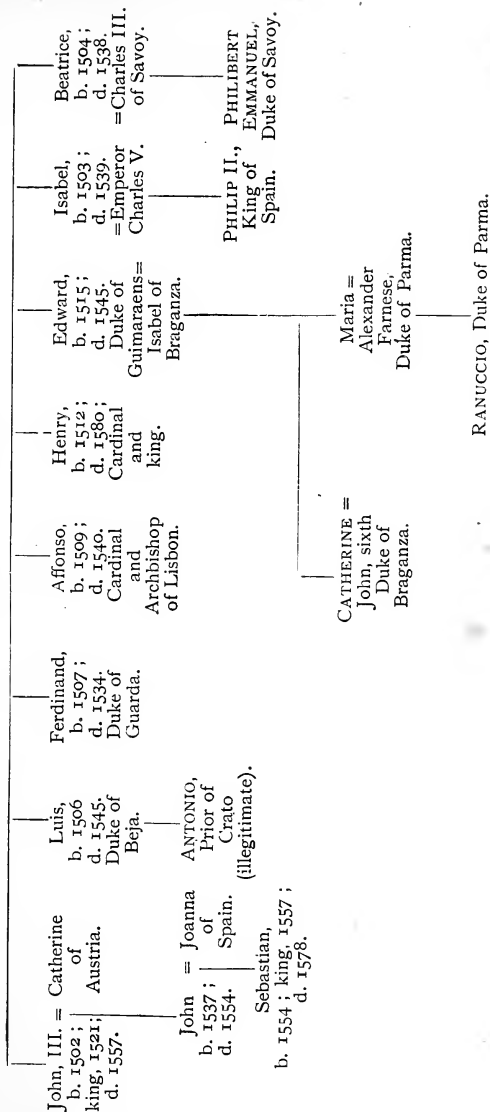 John, III. = Catherine
b. 1502; of
king, 1521; Austria.
d. 1557.
John = Joanna
b. 1537; of
d. 1554. Spain.
Sebastian,
b. 1554; king, 1557;
d. 1578.
Luis,
b. 1506
d. 1545.
Duke of
Beja.
ANTONIO,
Prior of
Crato
(illegitimate).
Ferdinand,
b. 1507;
d. 1534.
Duke of
Guarda.
Affonso,
b. 1509;
d. 1540.
Cardinal
and
Archbishop
of Lisbon.
Henry,
b. 1512;
d. 1580;
Cardinal
and
king.
Edward,
b. 1515;
d. 1545.
Duke of
Guimaraens=
Isabel of
Braganza.
CATHERINE =
John, sixth
Duke of
Braganza.
Maria=
Alexander
Farnese,
Duke of Parma.
RANUCCIO, Duke of Parma.
Isabel,
b. 1503;
d. 1539.
=Emperor
Charles V.
PHILIP II.,
King of
Spain.
Beatrice,
b. 1504;
d. 1538.
=Charles III.
of Savoy.
PHILIBERT
EMMANUEL,
Duke of Savoy.